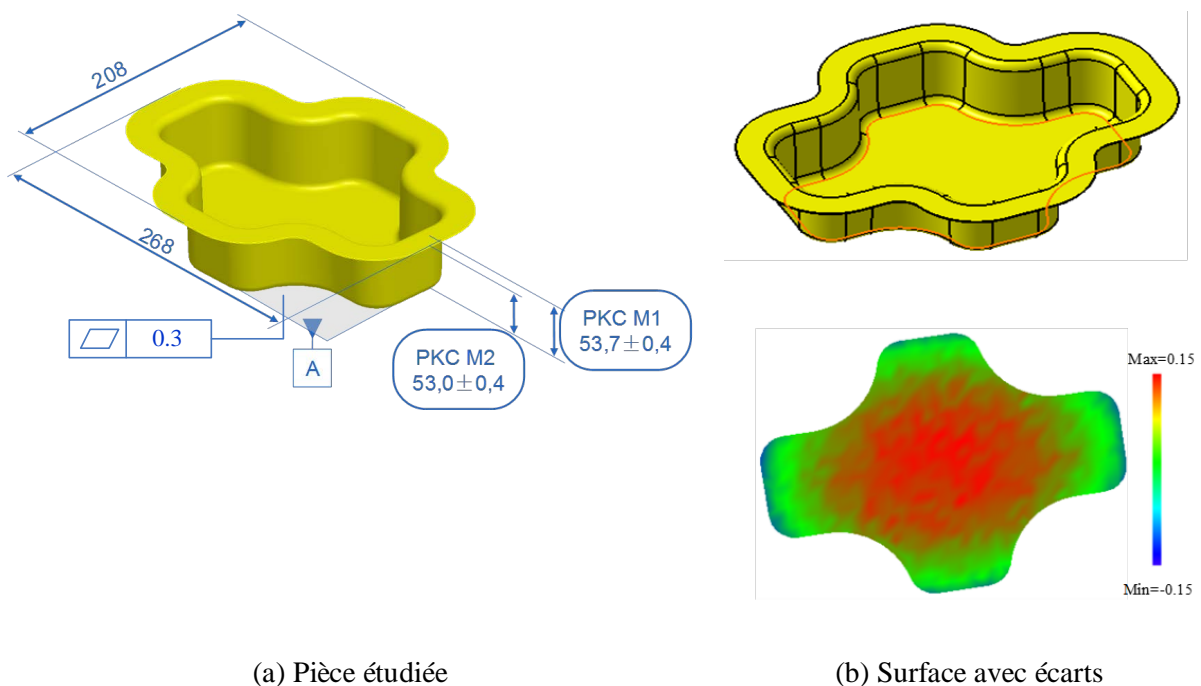 208
268
0.3
A
PKC M2
53,0±0,4
PKC M1
53,7±0,4
Max=0.15
Min=-0.15
(a) Pièce étudiée
(b) Surface avec écarts